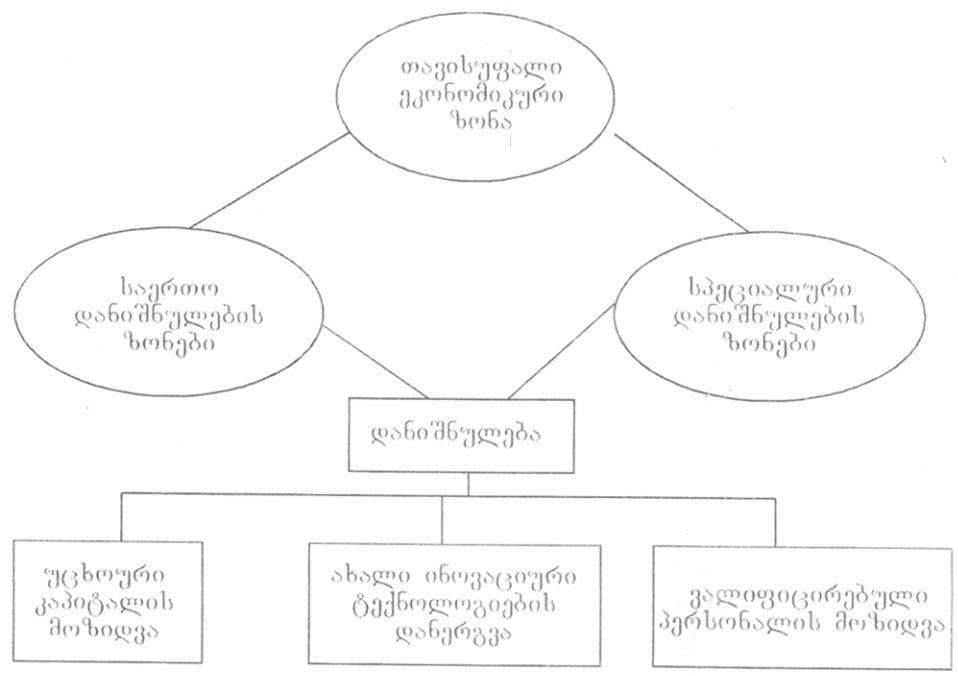 თავისუფალი
ეკონომიკური
ზონა
საერთო
დანიშნულების
ზონები
სპეციალური
დანიშნულების
ზონები
დანიშნულება
უცხოური
კაპიტალის
მოზიდვა
ახალი ინოვაციური
ტექნოლოგიების
დანერგვა
ვალიფიცირებული
პერსონალის მოზიდვა